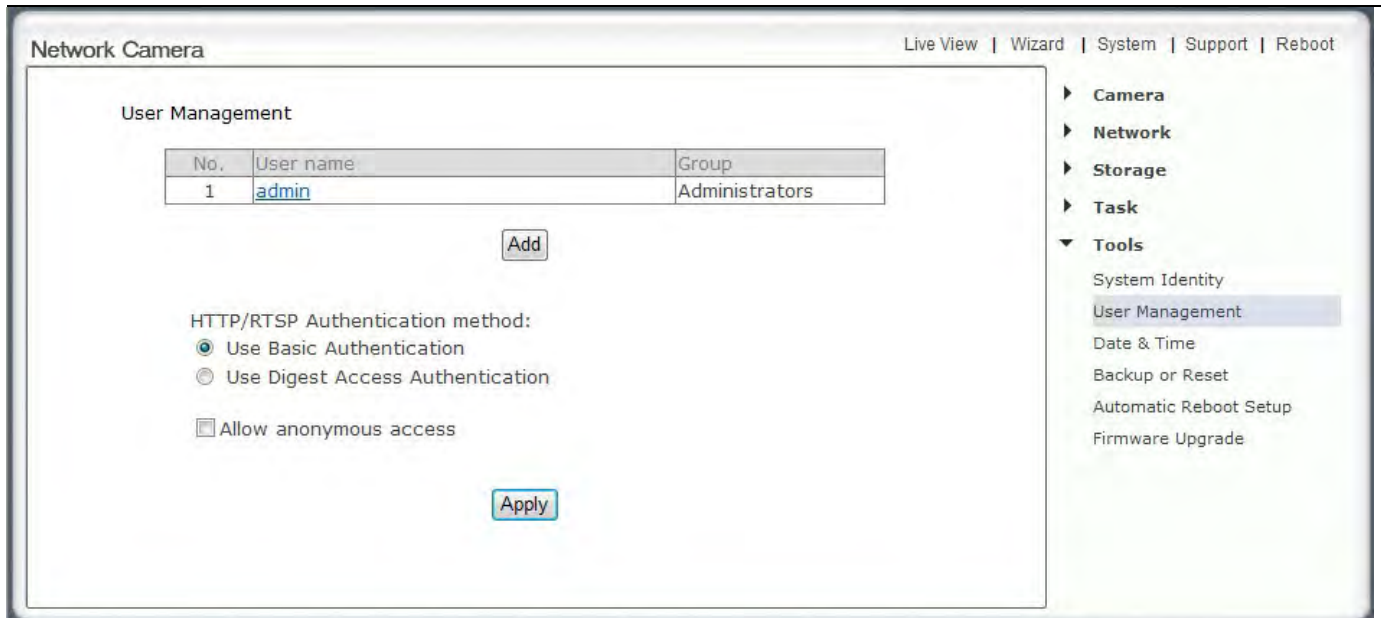 Network Camera
Live View | Wizard | System | Support | Reboot
User Management
No. User name Group
1 admin Administrators
Add
HTTP/RTSP Authentication method:
Use Basic Authentication
Use Digest Access Authentication
Allow anonymous access
Apply
Camera
Network
Storage
Task
Tools
System Identity
User Management
Date & Time
Backup or Reset
Automatic Reboot Setup
Firmware Upgrade